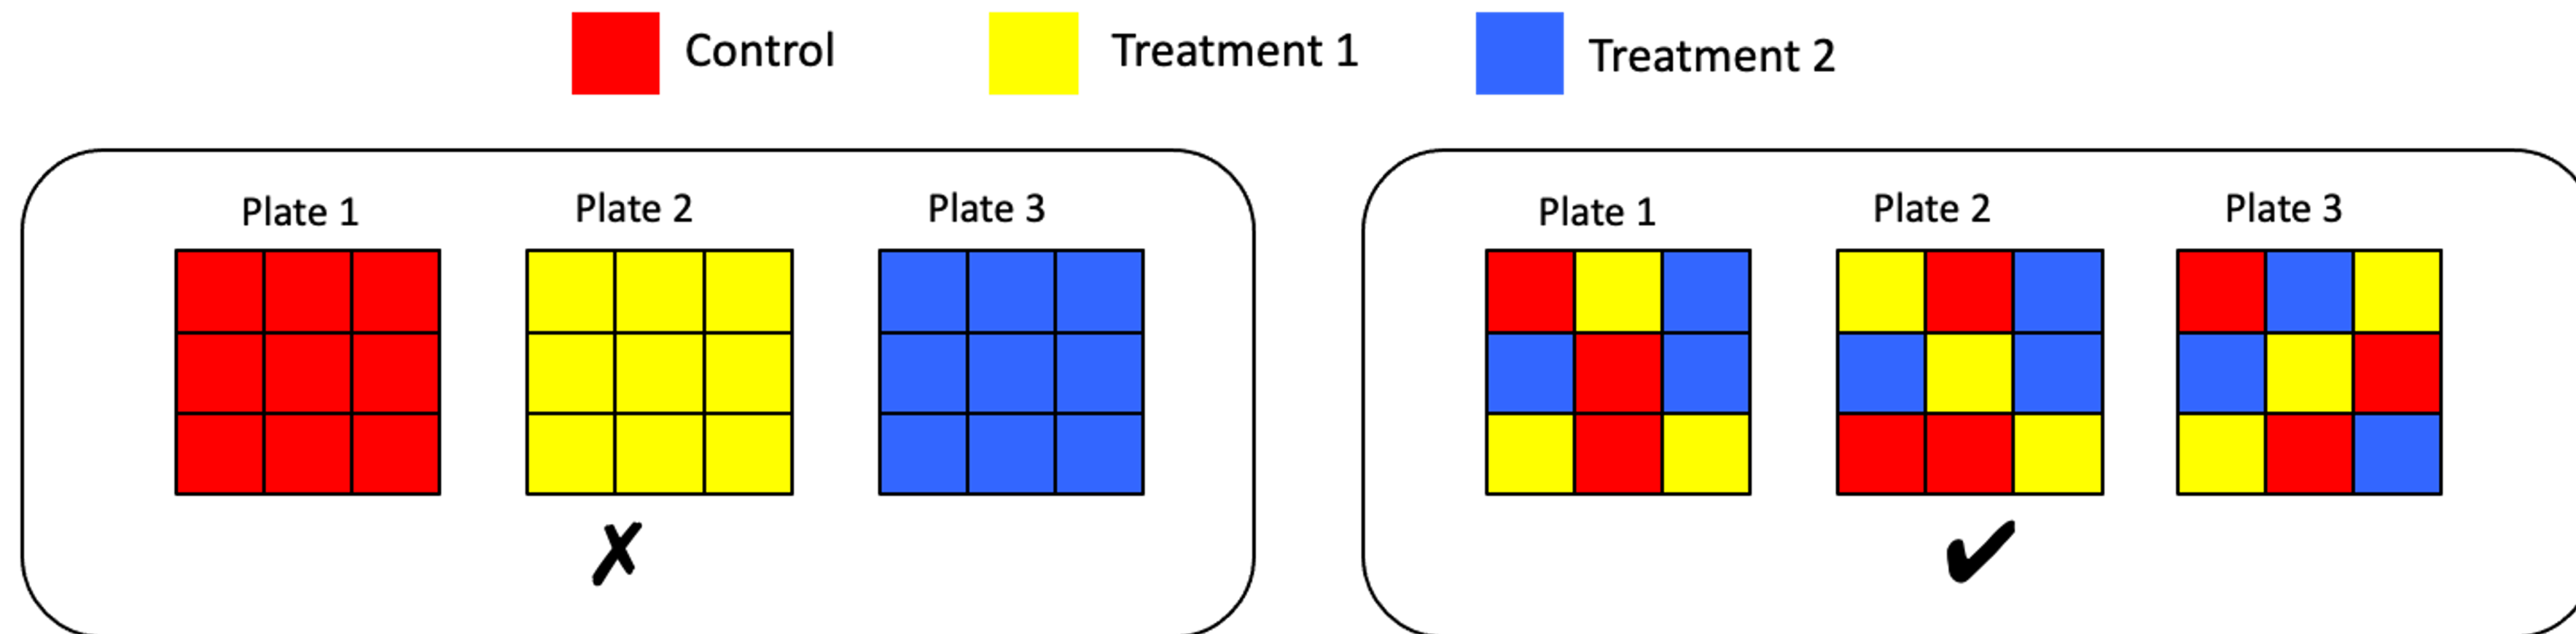 Control
Treatment 1
Treatment 2
Plate 1
Plate 2
Plate 3
Plate 1
Plate 2
Plate 3
✗
✔